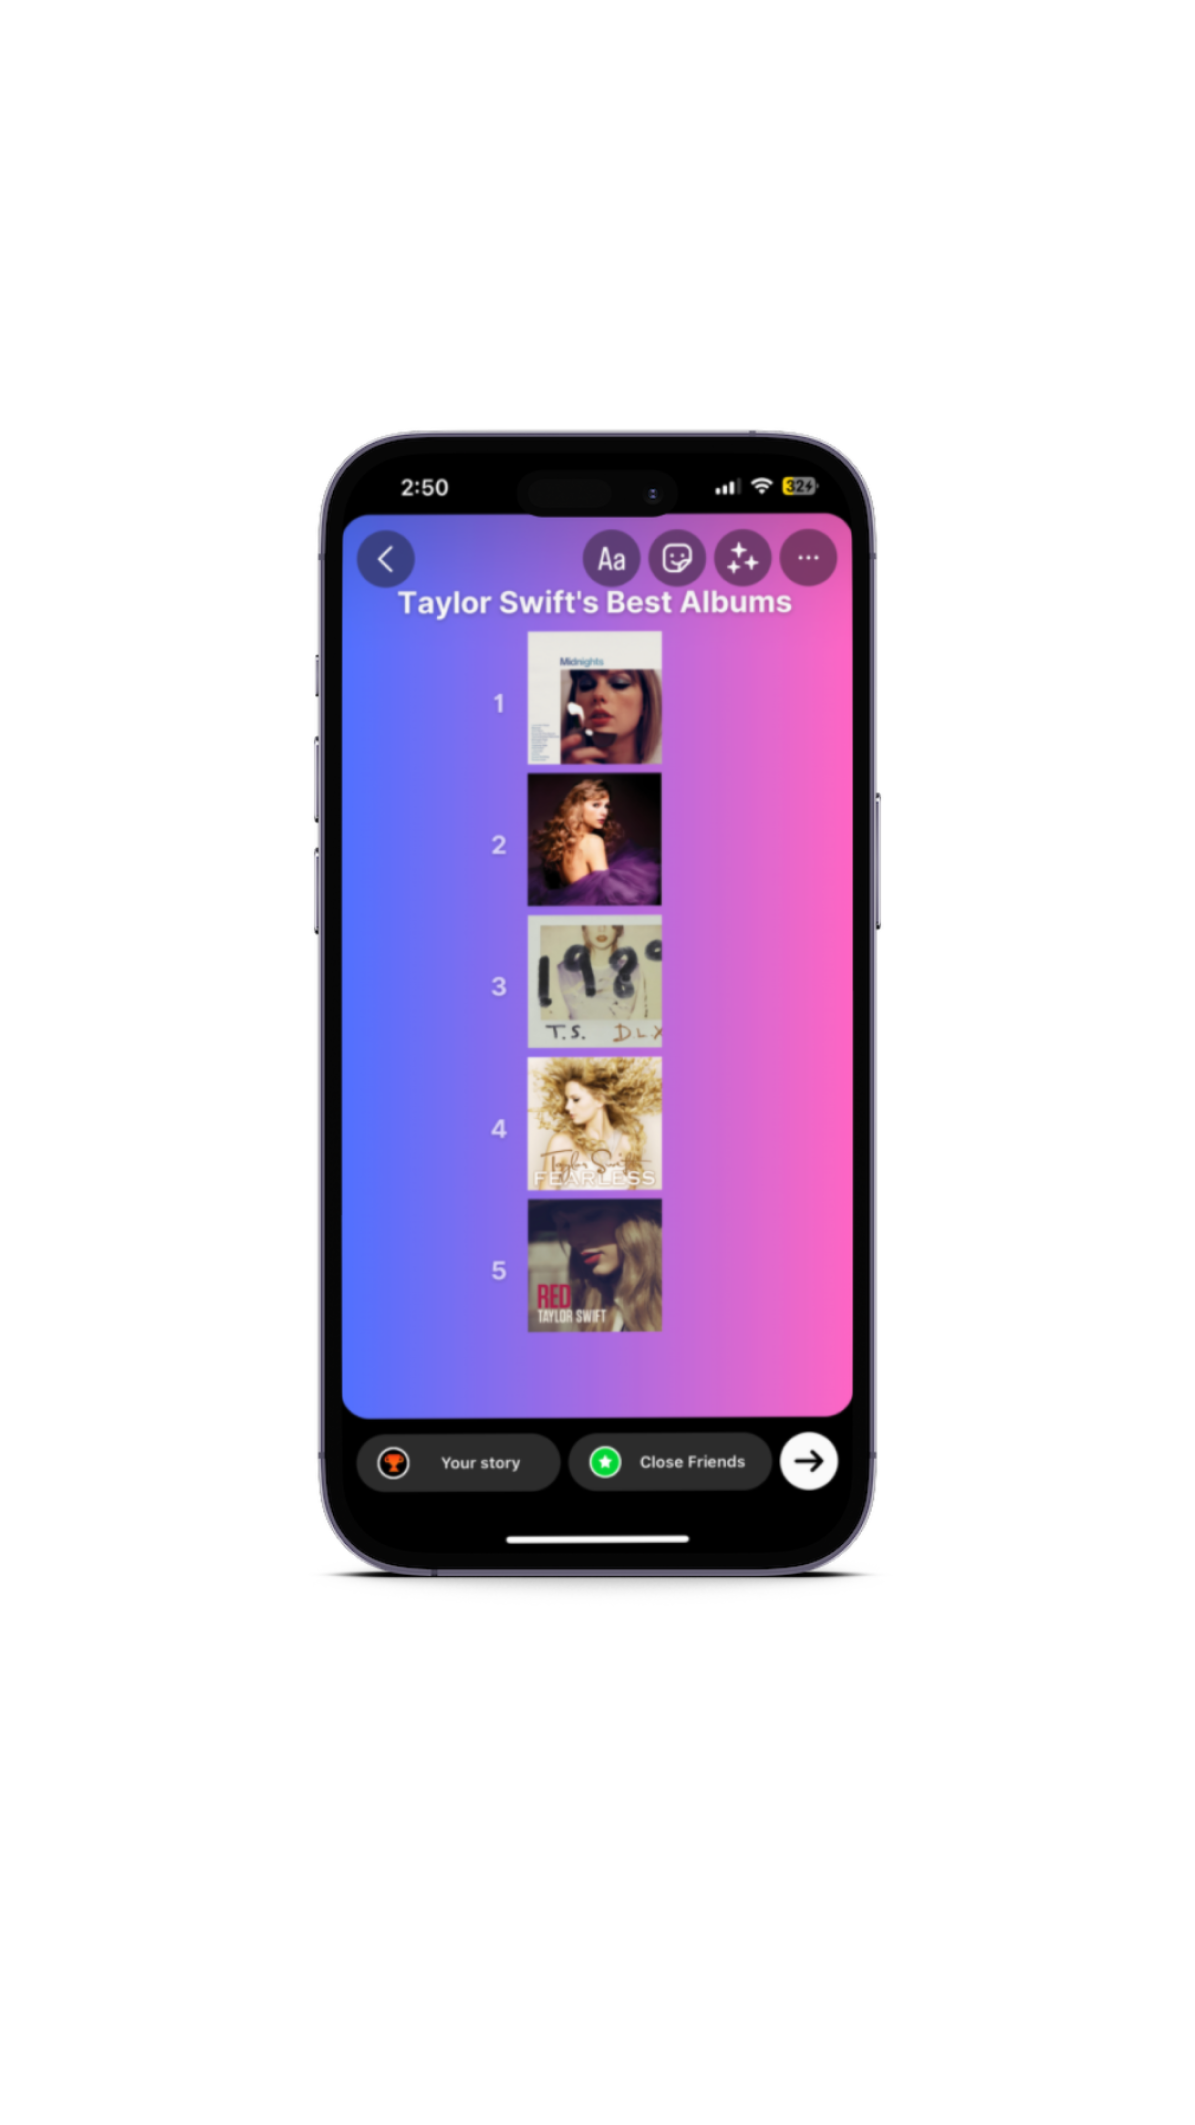 2:50
32
Aa
Taylor Swift's Best Albums
1
Midnights
2
3
1989
T.S. D.L.X
4
Taylor Swift
FEARLESS
5
RED
TAYLOR SWIFT
Your story
Close Friends